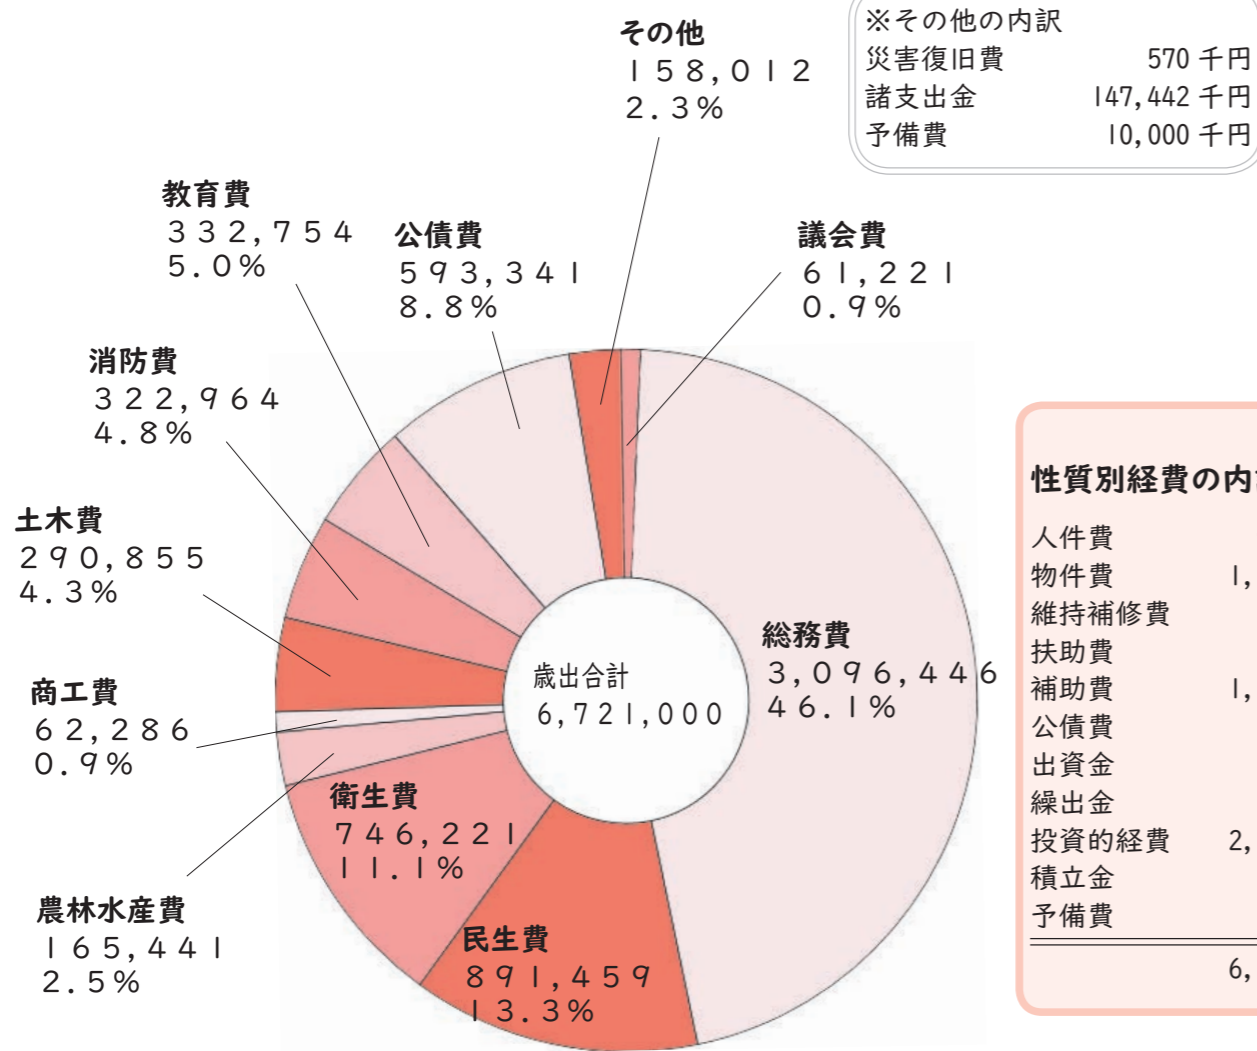 その他
158,012
2.3%
※その他の内訳
災害復旧費 570 千円
諸支出金 147,442 千円
予備費 10,000 千円
教育費
332,754
5.0%
公債費
593,341
8.8%
議会費
61,221
0.9%
消防費
322,964
4.8%
土木費
290,855
4.3%
商工費
62,286
0.9%
農林水産費
165,441
2.5%
衛生費
746,221
11.1%
民生費
891,459
13.3%
総務費
3,096,446
46.1%
歳出合計
6,721,000
性質別経費の内
人件費
物件費 1,
維持補修費
扶助費
補助費 1,
公債費
出資金
繰出金
投資的経費 2,
積立金
予備費
6,